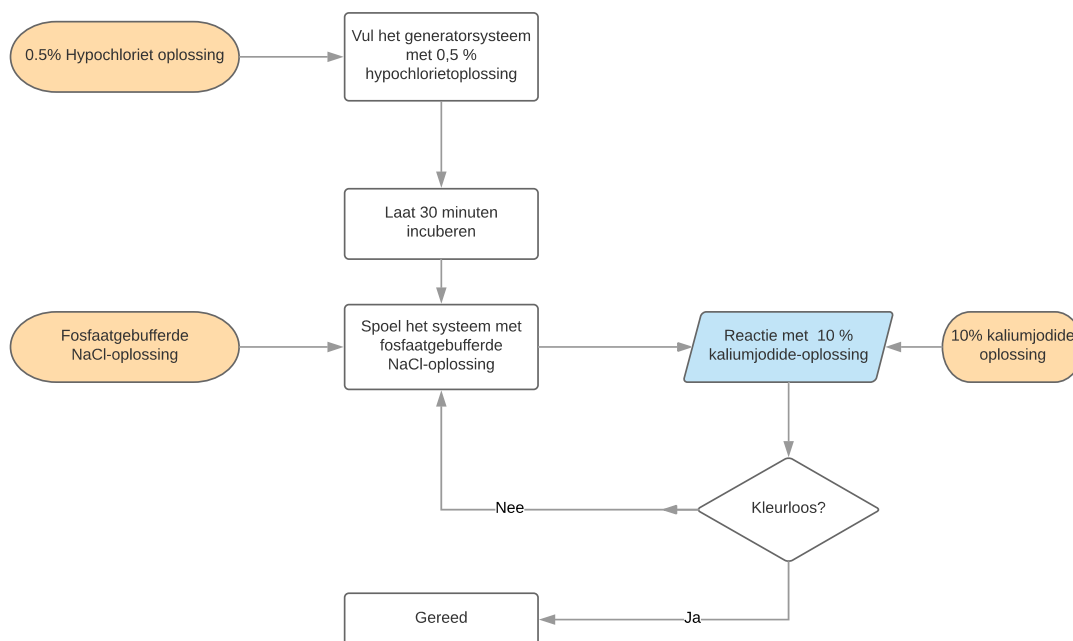 0.5% Hypochloriet oplossing
Vul het generatorsysteem
met 0,5 %
hypochlorietoplossing
Laat 30 minuten
incuberen
Fosfaatgebufferde
NaCl-oplossing
Spoel het systeem met
fosfaatgebufferde
NaCl-oplossing
Reactie met  10 %
kaliumjodide-oplossing
10% kaliumjodide
oplossing
Kleurloos?
Nee
Ja
Gereed